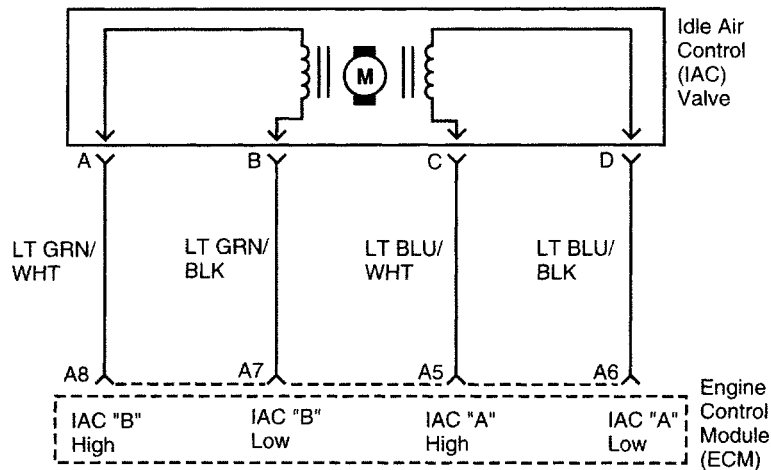 Idle Air
Control
(IAC)
Valve
M
A
B
C
D
LT GRN/
WHT
LT GRN/
BLK
LT BLU/
WHT
LT BLU/
BLK
A8
A7
A5
A6
IAC "B"
High
IAC "B"
Low
IAC "A"
High
IAC "A"
Low
Engine
Control
Module
(ECM)